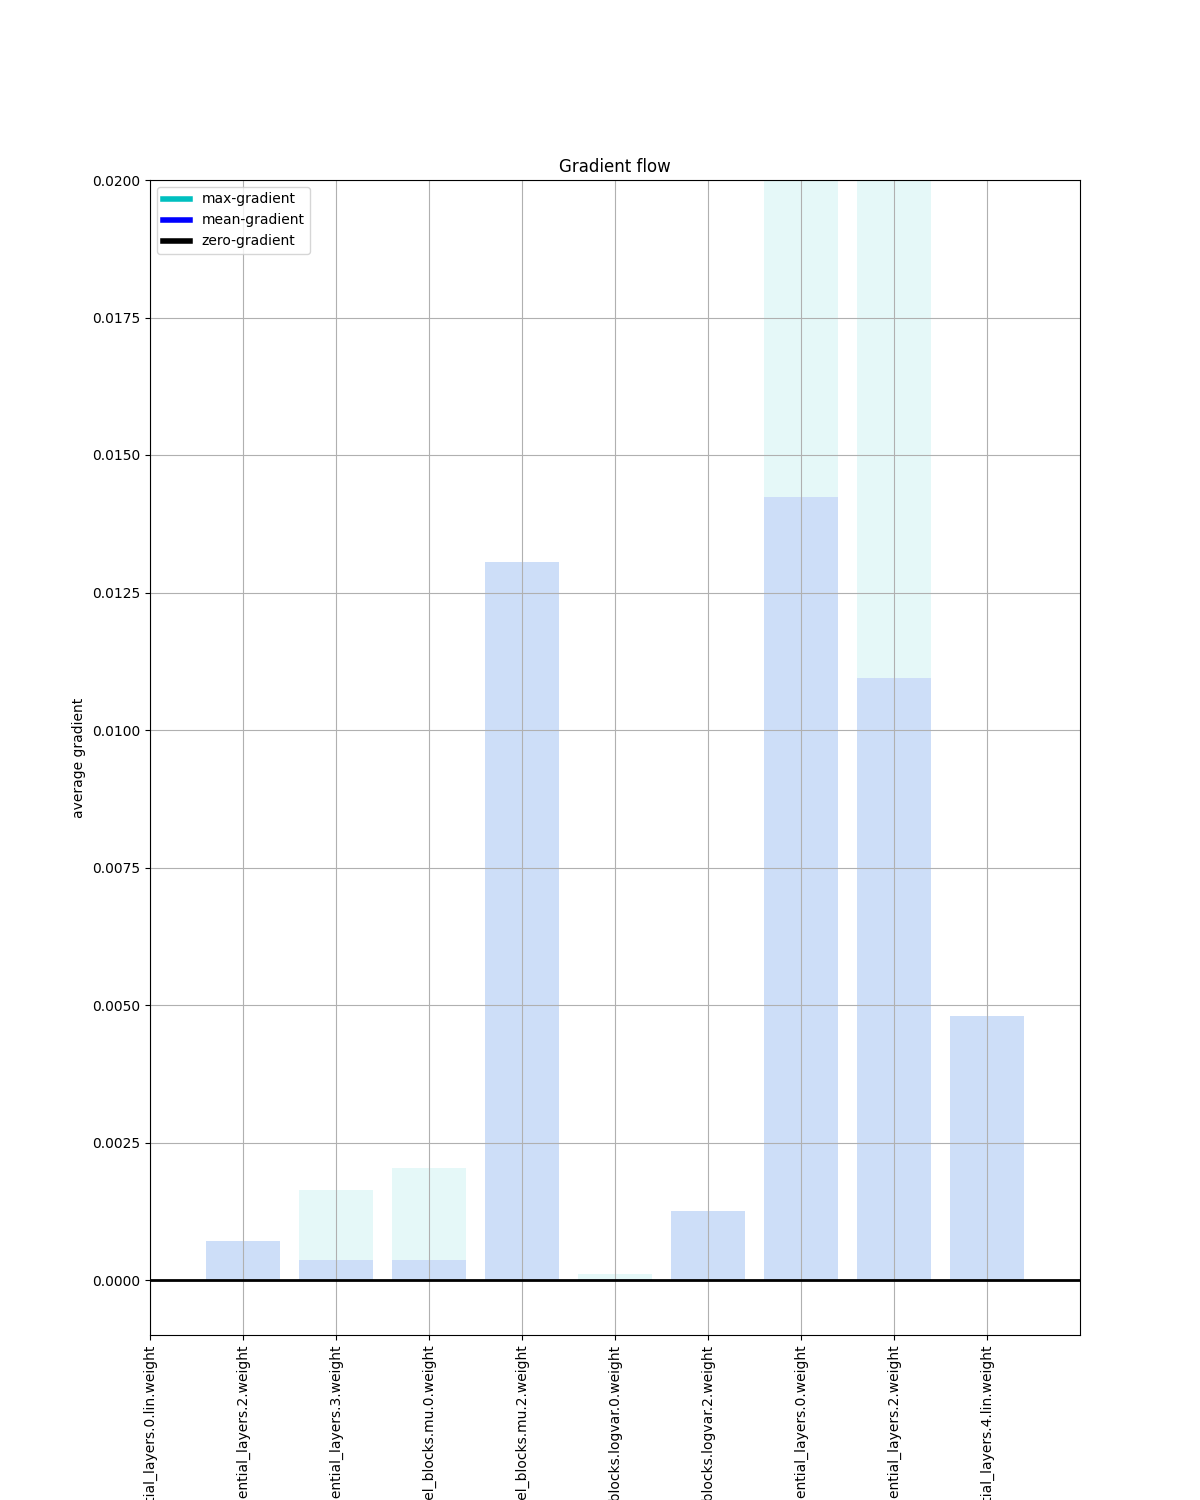 Gradient flow
max-gradient
mean-gradient
zero-gradient
0.0200
0.0175
0.0150
0.0125
0.0100
0.0075
0.0050
0.0025
0.0000
average gradient
tial_layers.0.lin.weight
ential_layers.2.weight
ential_layers.3.weight
el_blocks.mu.0.weight
el_blocks.mu.2.weight
blocks.logvar.0.weight
blocks.logvar.2.weight
ential_layers.0.weight
ential_layers.2.weight
tial_layers.4.lin.weight